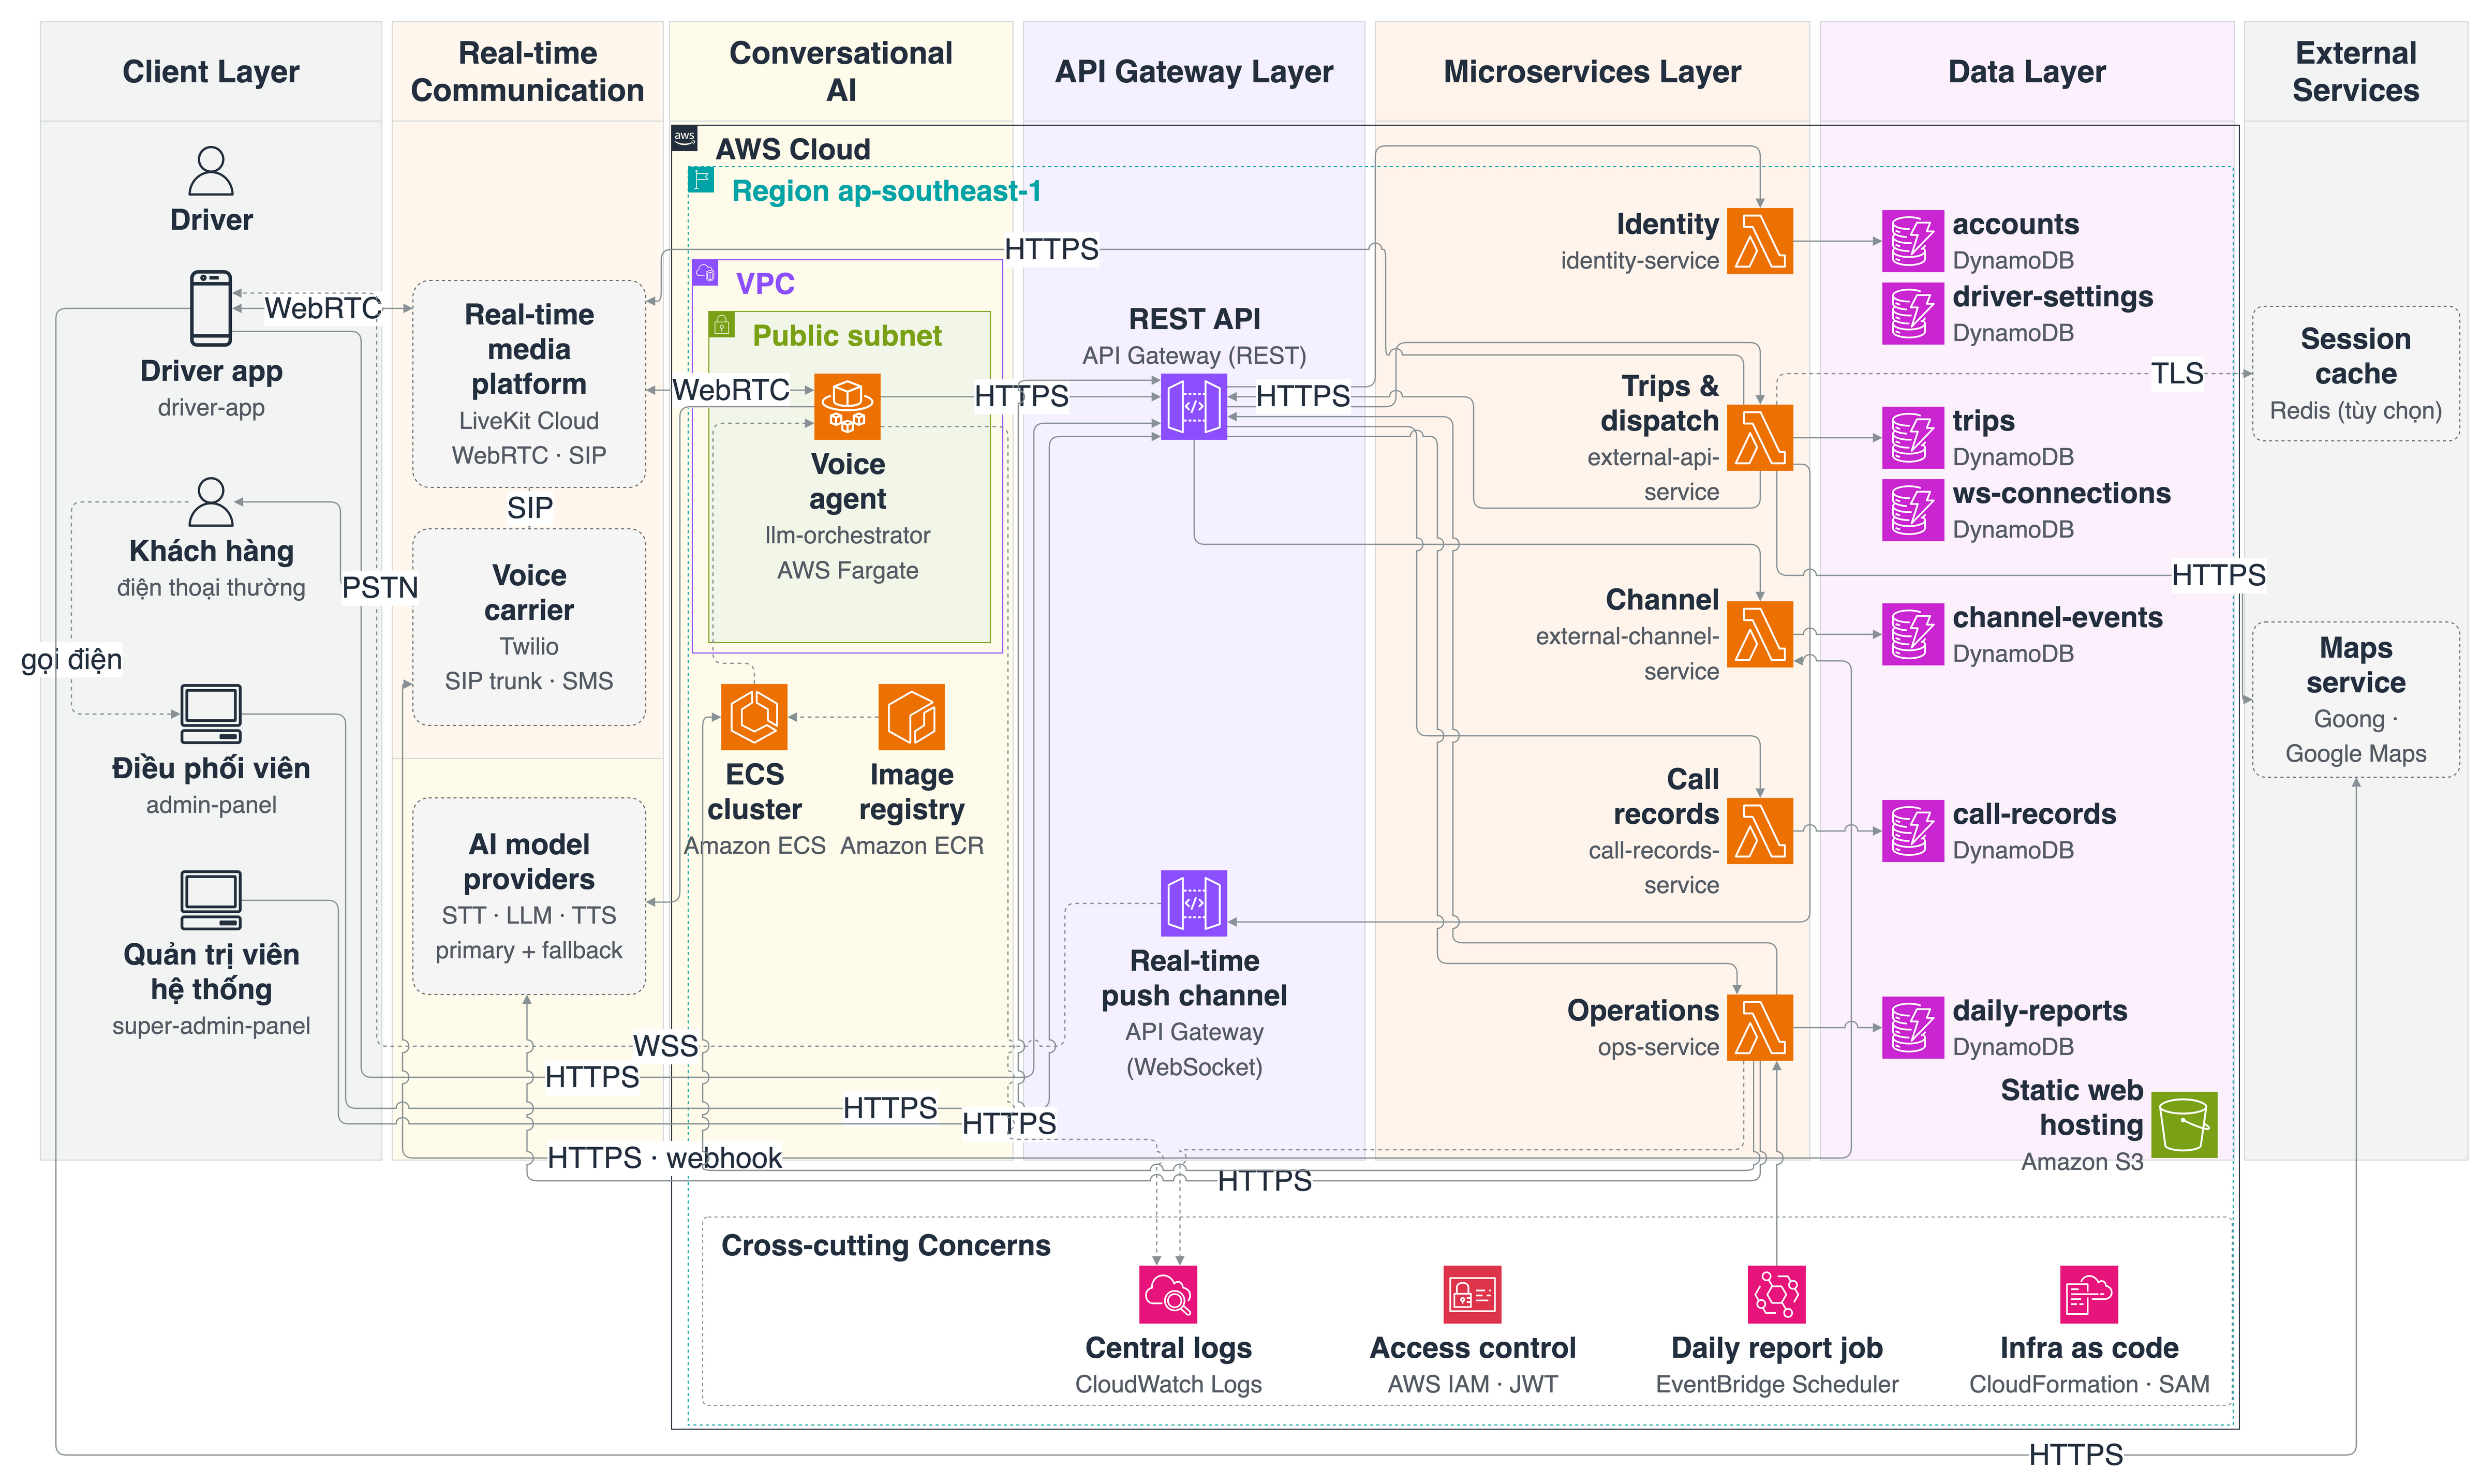 Client Layer
Real-time
Communication
Conversational
AI
API Gateway Layer
Microservices Layer
Data Layer
External
Services
aws
AWS Cloud
Region ap-southeast-1
VPC
Public subnet
Driver
Driver app
driver-app
Khách hàng
điện thoại thường
gọi điện
Điều phối viên
admin-panel
Quản trị viên
hệ thống
super-admin-panel
WebRTC
PSTN
Real-time
media
platform
LiveKit Cloud
WebRTC · SIP
SIP
Voice
carrier
Twilio
SIP trunk · SMS
AI model
providers
STT · LLM · TTS
primary + fallback
WebRTC
Voice
agent
llm-orchestrator
AWS Fargate
ECS
cluster
Amazon ECS
Image
registry
Amazon ECR
HTTPS
HTTPS
REST API
API Gateway (REST)
HTTPS
Real-time
push channel
API Gateway
(WebSocket)
WSS
HTTPS
HTTPS
HTTPS
HTTPS · webhook
HTTPS
Identity
identity-service
Trips &
dispatch
external-api-
service
Channel
external-channel-
service
Call
records
call-records-
service
Operations
ops-service
accounts
DynamoDB
driver-settings
DynamoDB
trips
DynamoDB
ws-connections
DynamoDB
channel-events
DynamoDB
call-records
DynamoDB
daily-reports
DynamoDB
Static web
hosting
Amazon S3
TLS
HTTPS
Session
cache
Redis (tùy chọn)
Maps
service
Goong ·
Google Maps
Cross-cutting Concerns
Central logs
CloudWatch Logs
Access control
AWS IAM · JWT
Daily report job
EventBridge Scheduler
Infra as code
CloudFormation · SAM
HTTPS